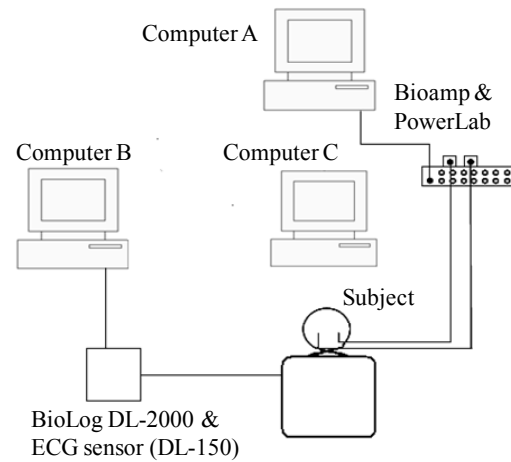 Computer A
Bioamp &
PowerLab
Computer B
Computer C
Subject
BioLog DL-2000 &
ECG sensor (DL-150)